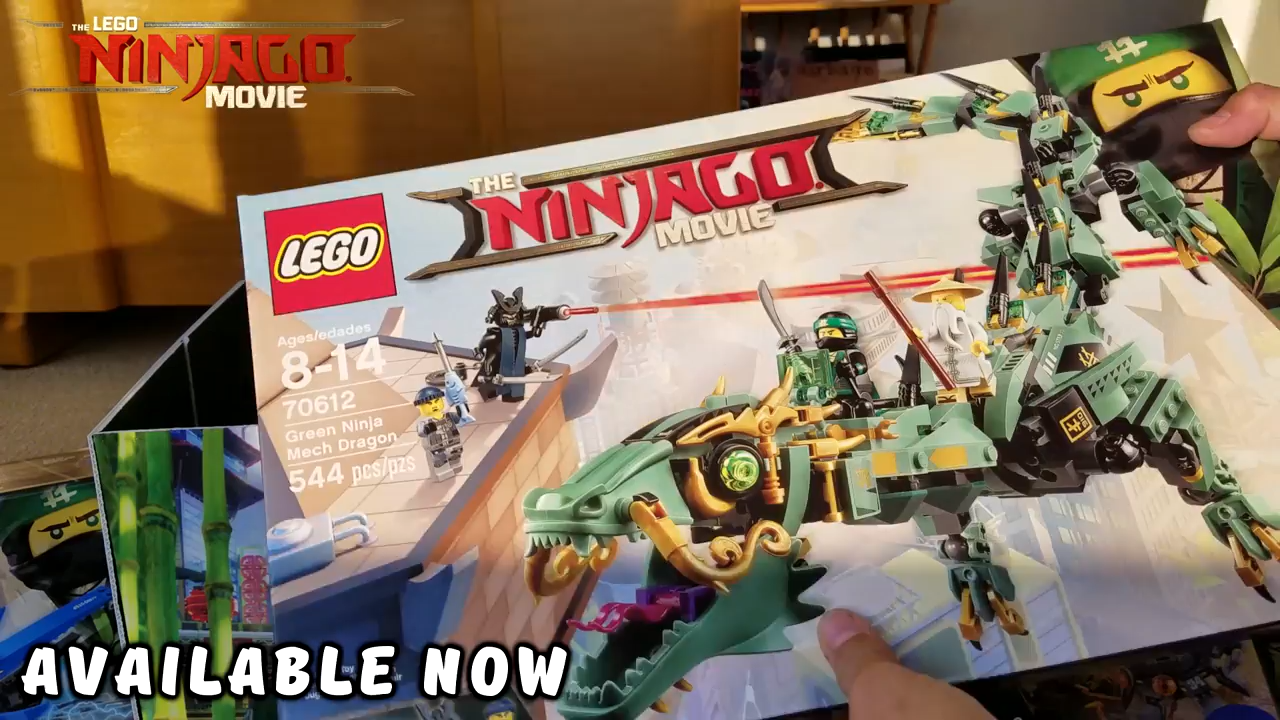 THE LEGO
NINJAGO
MOVIE
THE
NINJAGO
MOVIE
LEGO
Ages/edades
8-14
70612
Green Ninja
Mech Dragon
544 pcs/pzs
AVAILABLE NOW